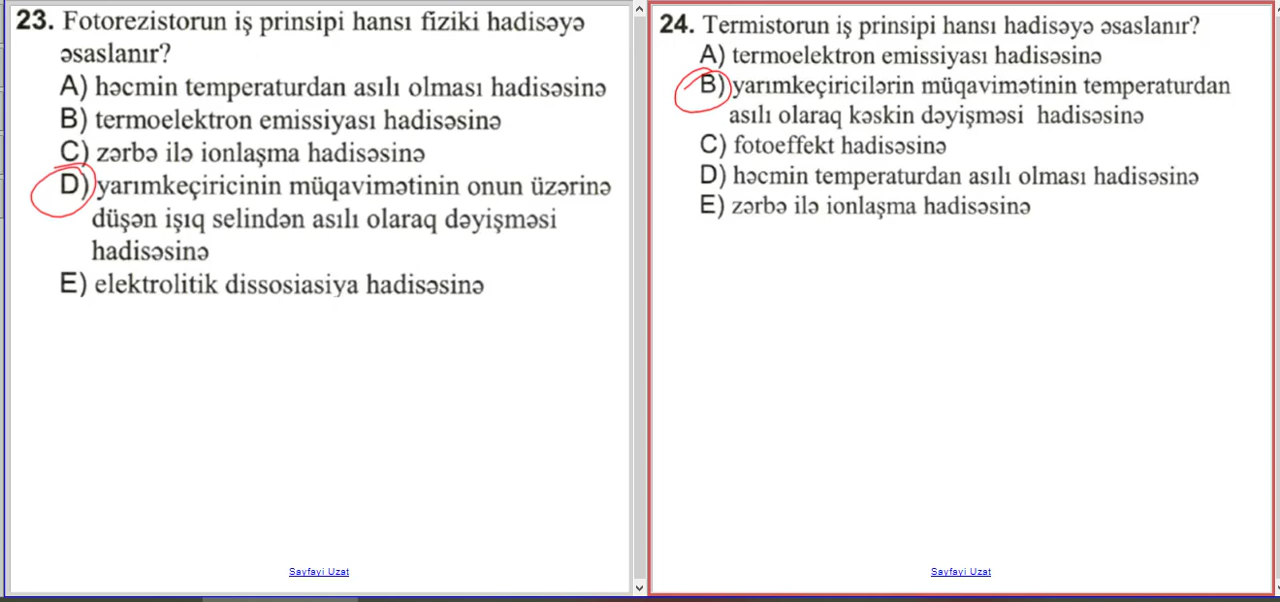 23. Fotorezistorun iş prinsipi hansı fiziki hadisəyə
əsaslanır?
A) həcmin temperaturdan asılı olması hadisəsinə
B) termoelektron emissiyası hadisəsinə
C) zərbə ilə ionlaşma hadisəsinə
D) yarımkeçiricinin müqavimətinin onun üzərinə
düşən işıq selindən asılı olaraq dəyişməsi
hadisəsinə
E) elektrolitik dissosiasiya hadisəsinə
Sayfayi Uzat
24. Termistorun iş prinsipi hansı hadisəyə əsaslanır?
A) termoelektron emissiyası hadisəsinə
B) yarımkeçiricilərin müqavimətinin temperaturdan
asılı olaraq kəskin dəyişməsi hadisəsinə
C) fotoeffekt hadisəsinə
D) həcmin temperaturdan asılı olması hadisəsinə
E) zərbə ilə ionlaşma hadisəsinə
Sayfayi Uzat